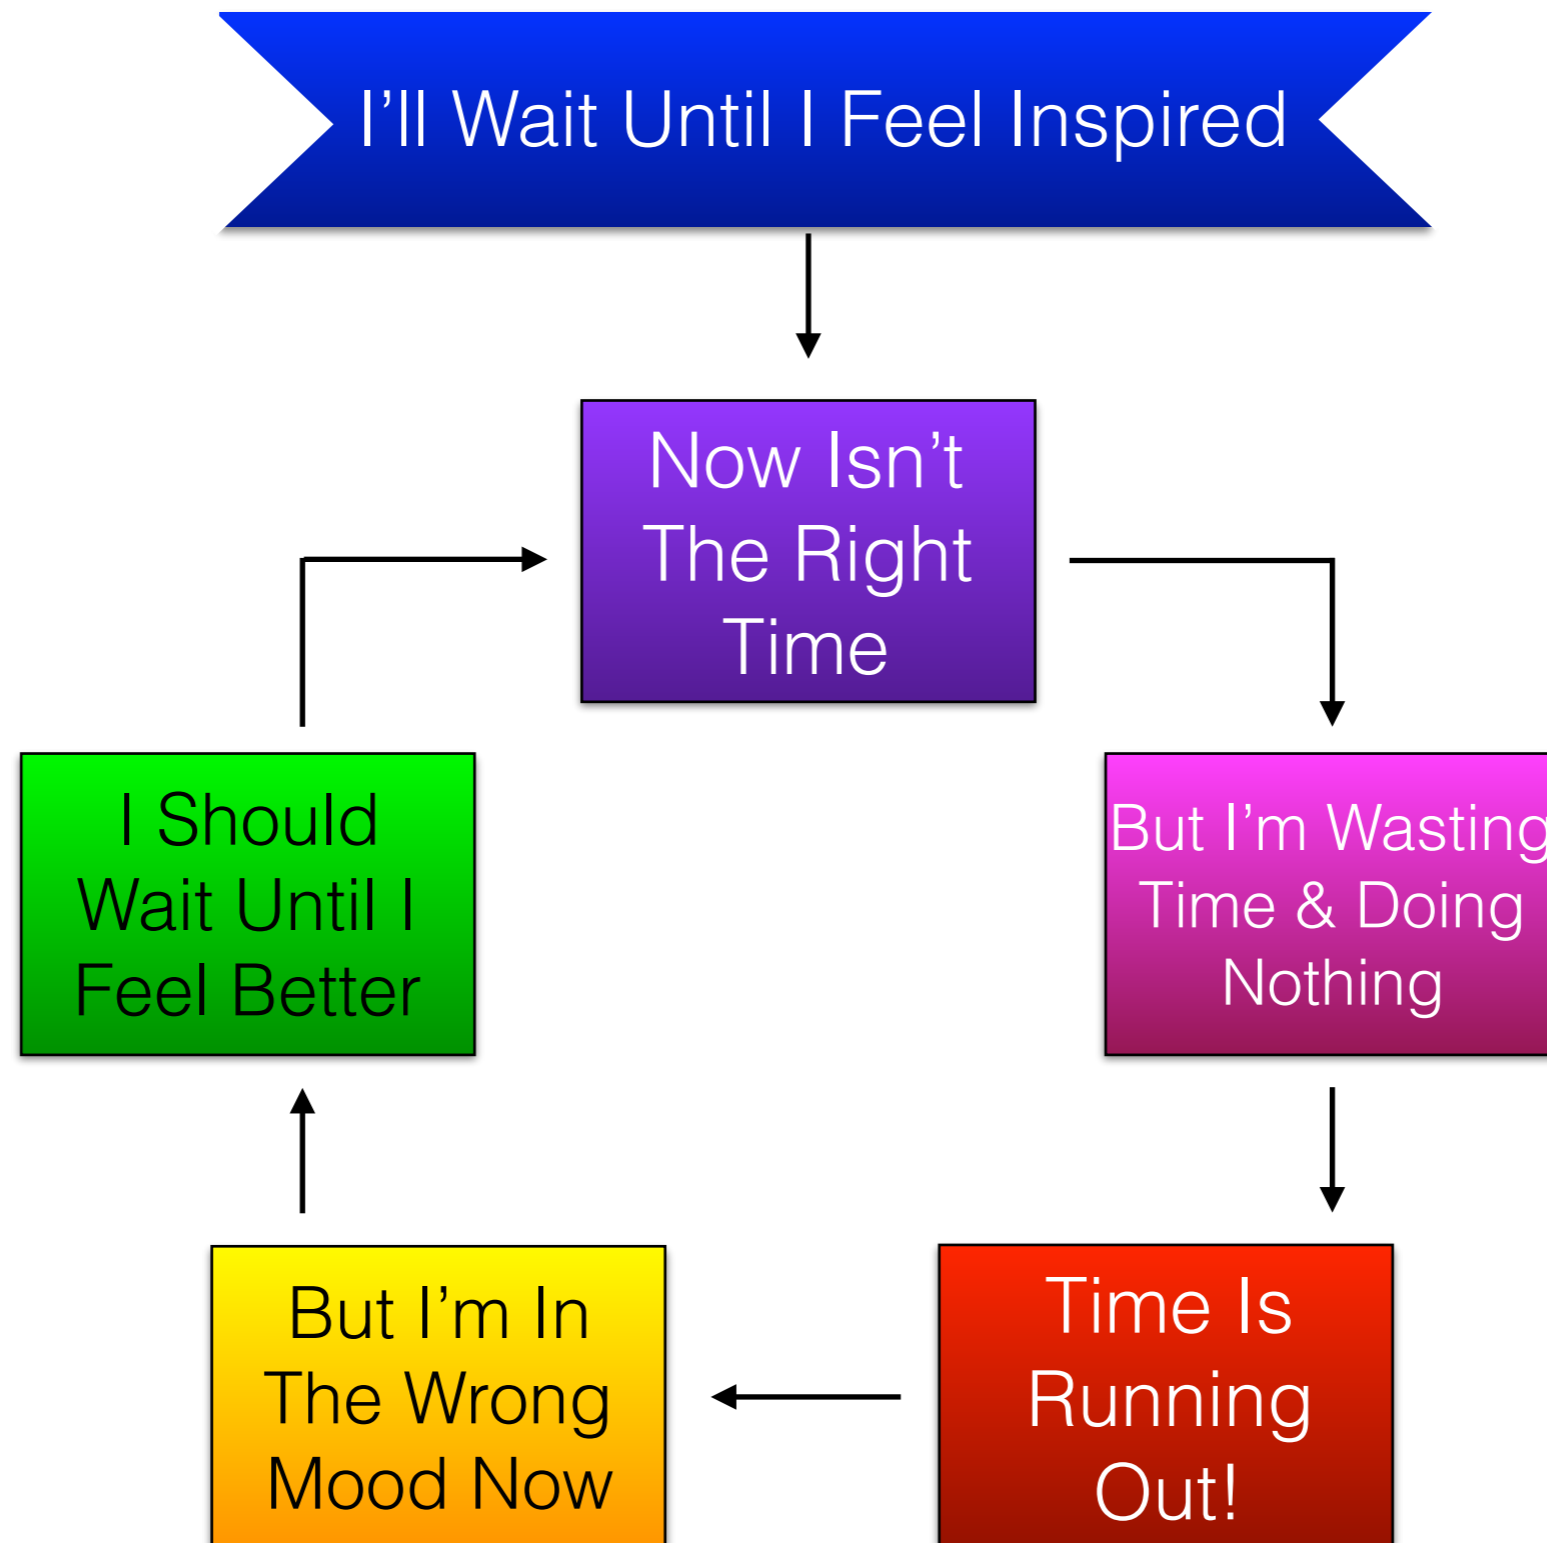 I’ll Wait Until I Feel Inspired
Now Isn’t
The Right
Time
But I’m Wasting
Time & Doing
Nothing
Time Is
Running
Out!
But I’m In
The Wrong
Mood Now
I Should
Wait Until I
Feel Better